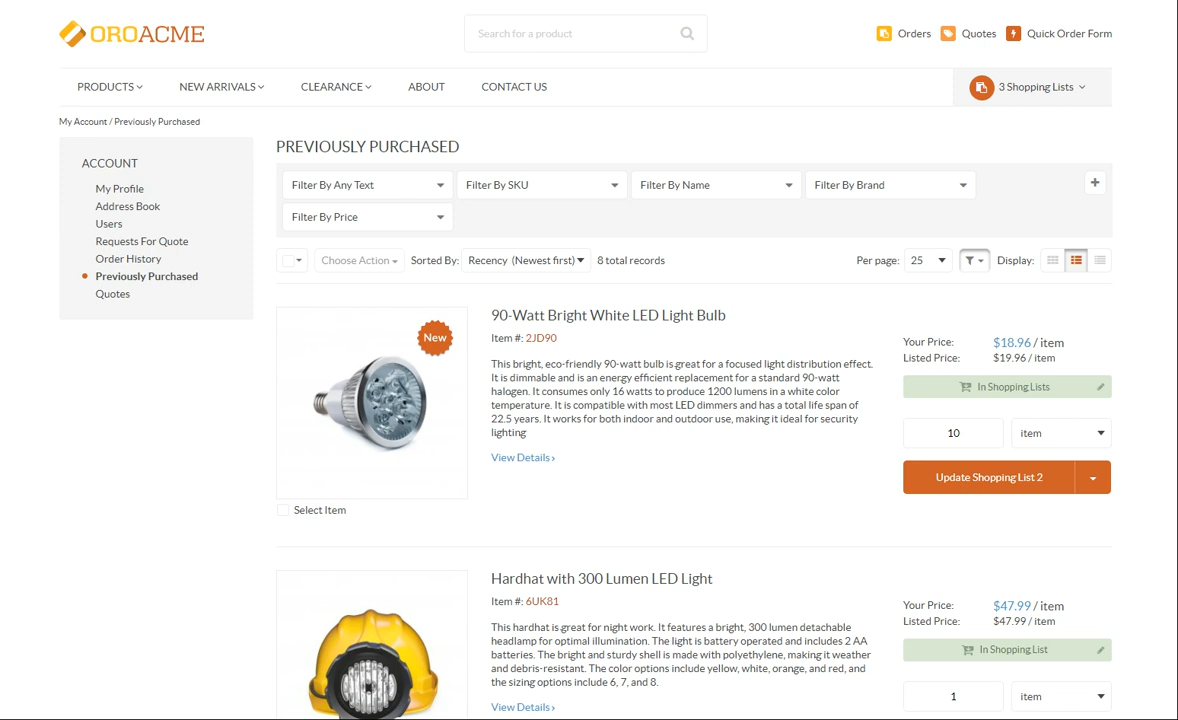 OROACME
Search for a product
Orders
Quotes
Quick Order Form
PRODUCTS
NEW ARRIVALS
CLEARANCE
ABOUT
CONTACT US
3 Shopping Lists
My Account / Previously Purchased
ACCOUNT
My Profile
Address Book
Users
Requests For Quote
Order History
Previously Purchased
Quotes
PREVIOUSLY PURCHASED
Filter By Any Text
Filter By SKU
Filter By Name
Filter By Brand
Filter By Price
Choose Action
Sorted By: Recency (Newest first)
8 total records
Per page: 25
Display:
New
90-Watt Bright White LED Light Bulb
Item #: 2JD90
This bright, eco-friendly 90-watt bulb is great for a focused light distribution effect.
It is dimmable and is an energy efficient replacement for a standard 90-watt
halogen. It consumes only 16 watts to produce 1200 lumens in a white color
temperature. It is compatible with most LED dimmers and has a total life span of
22.5 years. It works for both indoor and outdoor use, making it ideal for security
lighting
View Details ›
Your Price: $18.96 / item
Listed Price: $19.96 / item
In Shopping Lists
10
item
Update Shopping List 2
Select Item
Hardhat with 300 Lumen LED Light
Item #: 6UK81
This hardhat is great for night work. It features a bright, 300 lumen detachable
headlamp for optimal illumination. The light is battery operated and includes 2 AA
batteries. The bright and sturdy shell is made with polyethylene, making it weather
and debris-resistant. The color options include yellow, white, orange, and red, and
the sizing options include 6, 7, and 8.
View Details ›
Your Price: $47.99 / item
Listed Price: $47.99 / item
In Shopping List
1
item